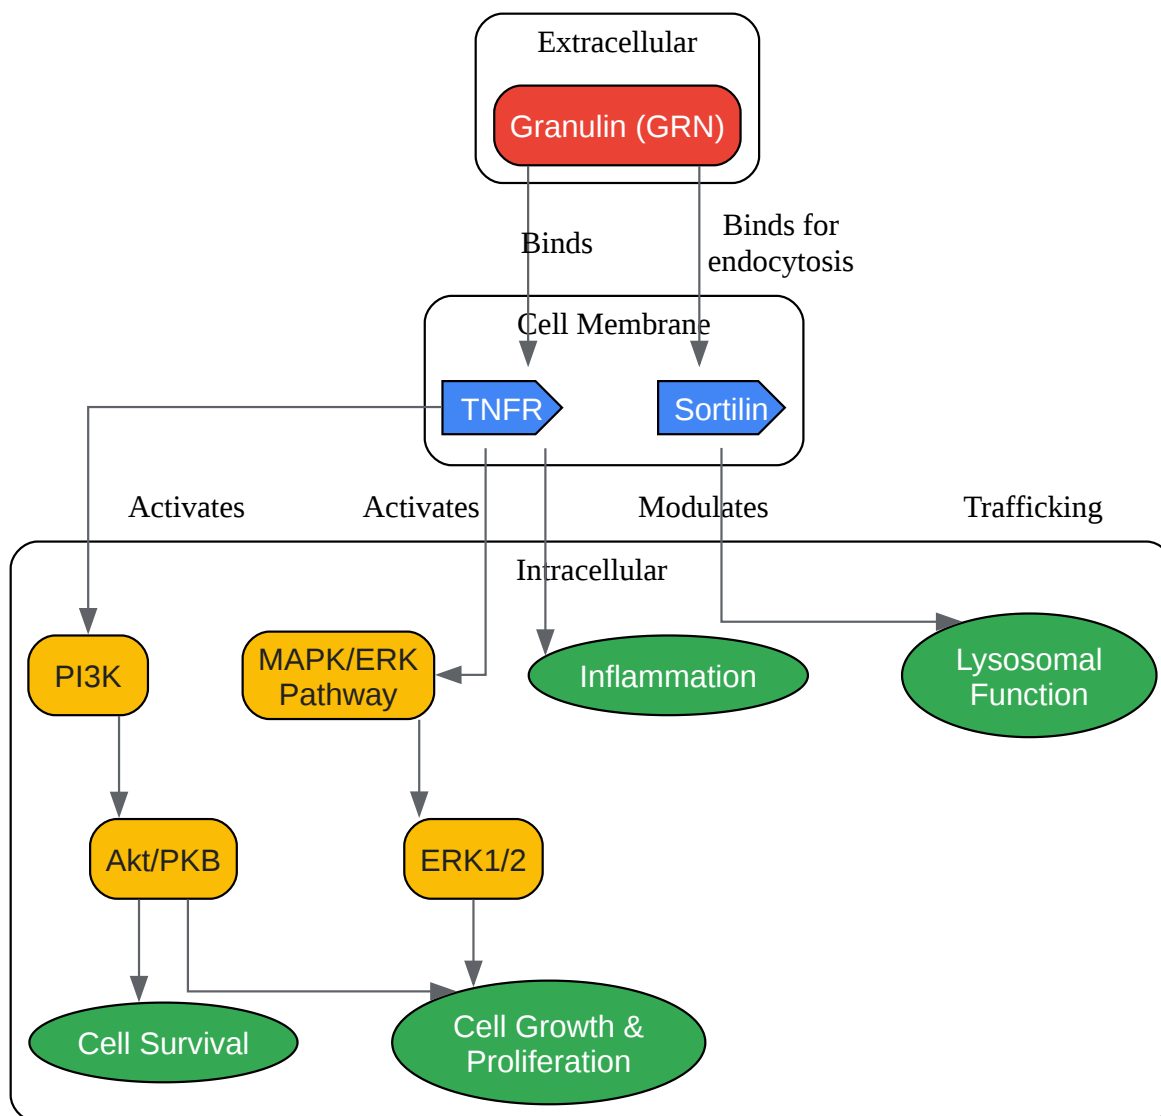 Extracellular
Granulin (GRN)
Binds
Binds for
endocytosis
Cell Membrane
TNFR
Sortilin
Activates
Activates
Modulates
Trafficking
Intracellular
PI3K
MAPK/ERK
Pathway
Inflammation
Lysosomal
Function
Akt/PKB
ERK1/2
Cell Survival
Cell Growth &
Proliferation